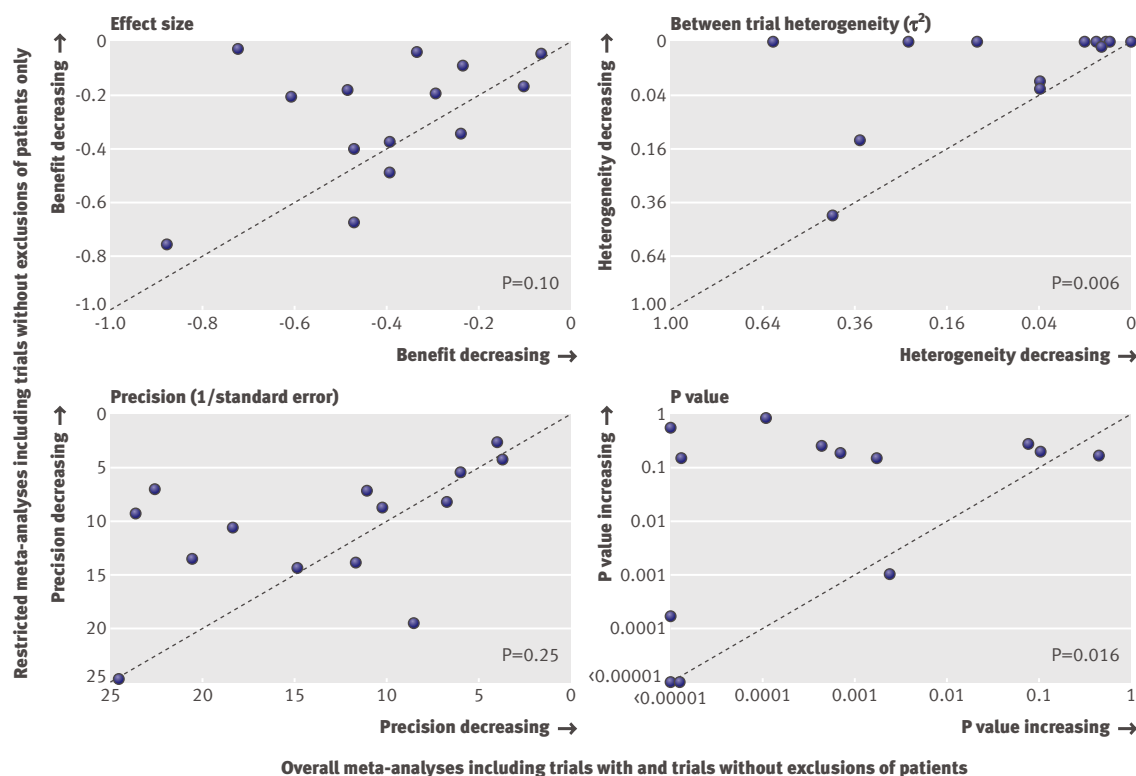 Restricted meta-analyses including trials without exclusions of patients only
Effect size
Benefit decreasing →
0
-0.2
-0.4
-0.6
-0.8
-1.0
P=0.10
-1.0 -0.8 -0.6 -0.4 -0.2 0
Benefit decreasing →
Between trial heterogeneity (τ²)
Heterogeneity decreasing →
0
0.04
0.16
0.36
0.64
1.00
P=0.006
1.00 0.64 0.36 0.16 0.04 0
Heterogeneity decreasing →
Precision (1/standard error)
Precision decreasing →
0
5
10
15
20
25
P=0.25
25 20 15 10 5 0
Precision decreasing →
P value
P value increasing →
1
0.1
0.01
0.001
0.0001
<0.00001
P=0.016
<0.00001 0.0001 0.001 0.01 0.1 1
P value increasing →
Overall meta-analyses including trials with and trials without exclusions of patients